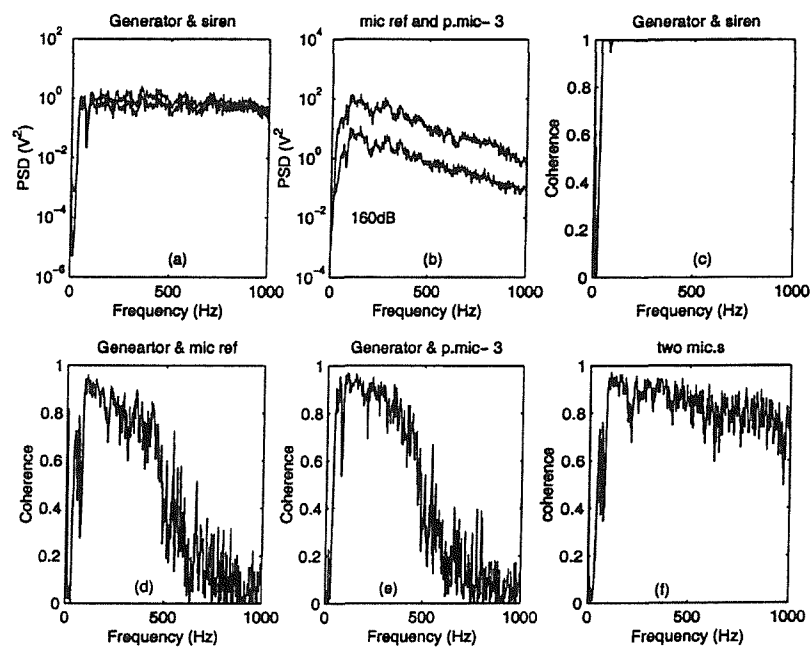 Generator & siren
mic ref and p.mic- 3
Generator & siren
10^2
10^0
10^-2
10^-4
10^-6
PSD (V^2)
(a)
0
500
1000
Frequency (Hz)
10^4
10^2
10^0
10^-2
10^-4
PSD (V^2)
160dB
(b)
0
500
1000
Frequency (Hz)
1
0.8
0.6
0.4
0.2
0
Coherence
(c)
0
500
1000
Frequency (Hz)
Geneartor & mic ref
Generator & p.mic- 3
two mic.s
1
0.8
0.6
0.4
0.2
0
Coherence
(d)
0
500
1000
Frequency (Hz)
1
0.8
0.6
0.4
0.2
0
Coherence
(e)
0
500
1000
Frequency (Hz)
1
0.8
0.6
0.4
0.2
0
coherence
(f)
0
500
1000
Frequency (Hz)